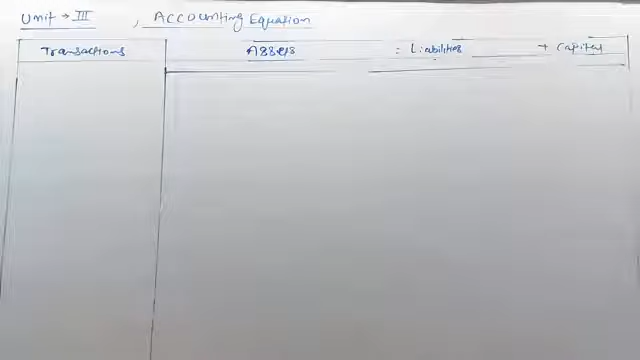 Unit → III , Accounting Equation
Transactions Assets = Liabilities + Capital